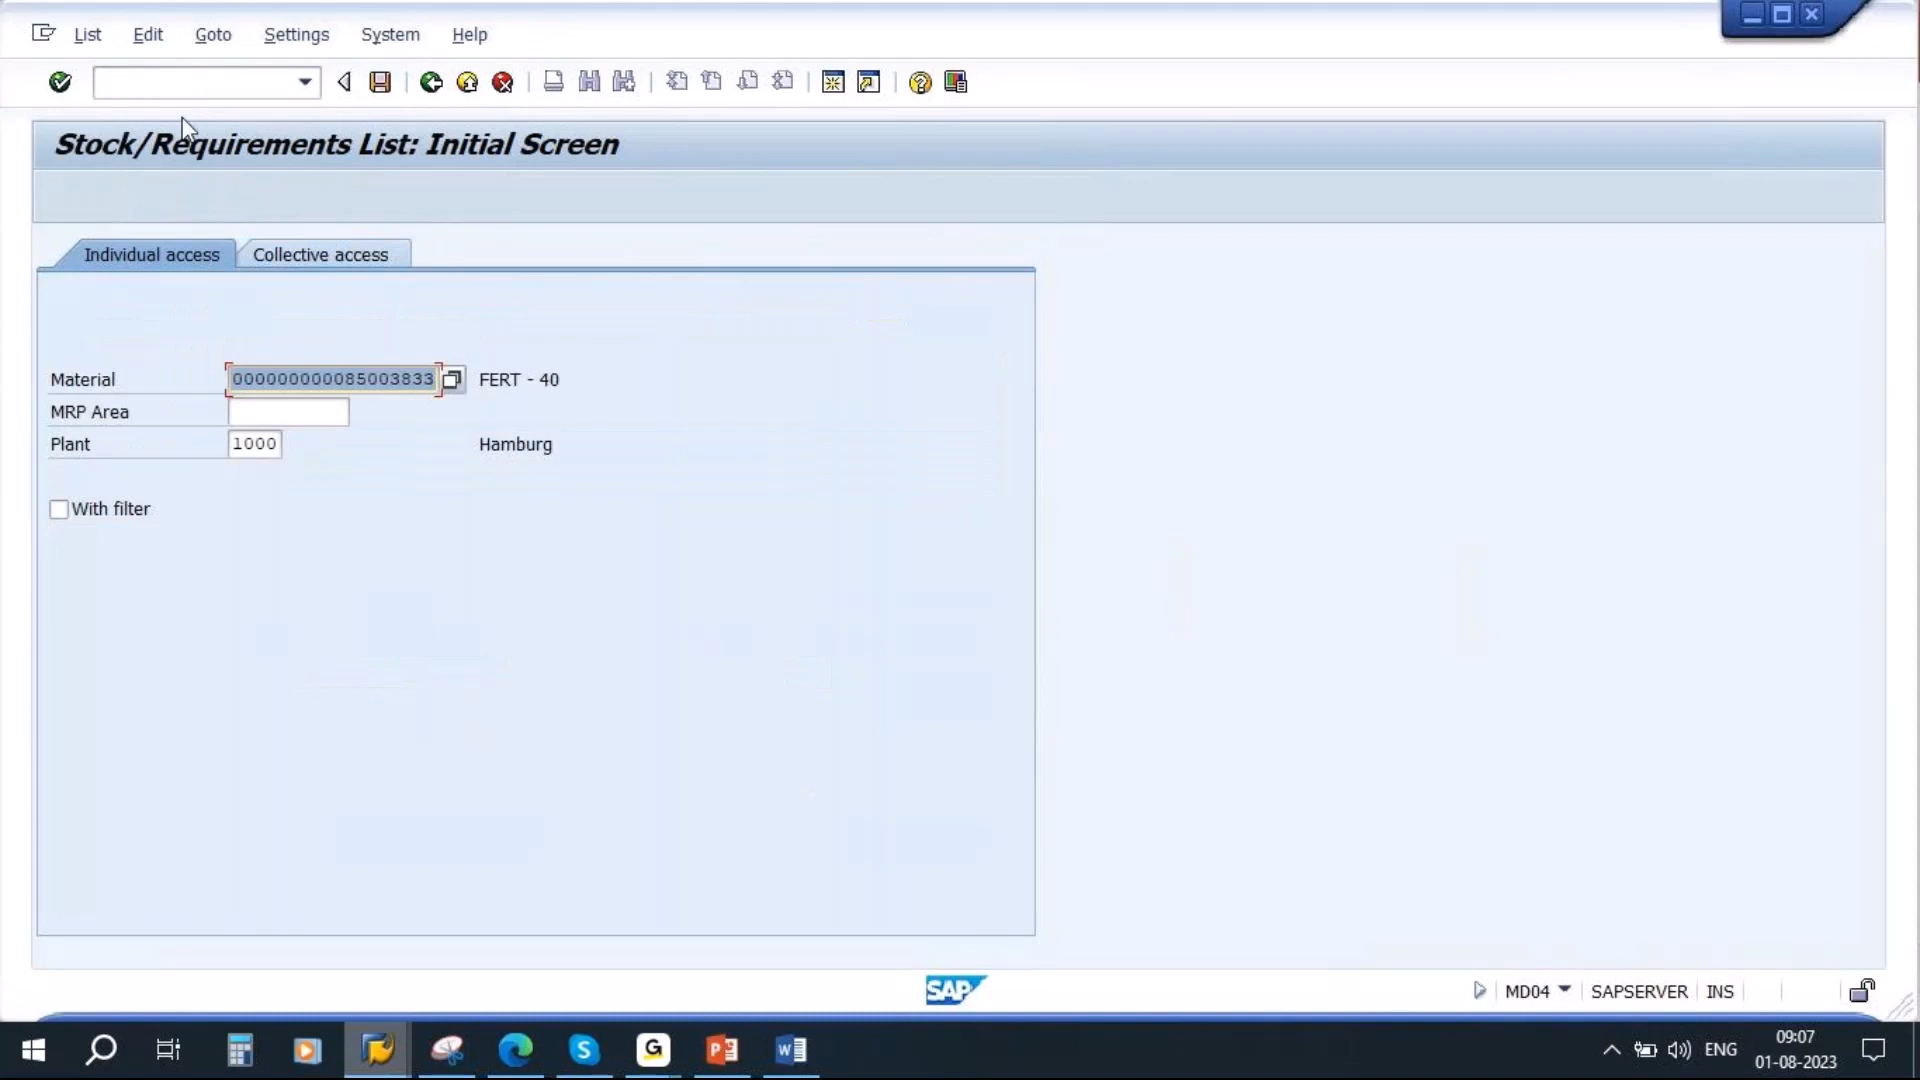 List Edit Goto Settings System Help
Stock/Requirements List: Initial Screen
Individual access Collective access
Material 000000000085003833 FERT - 40
MRP Area
Plant 1000 Hamburg
With filter
SAP MD04 SAPSERVER INS
S G P W ENG 09:07
01-08-2023